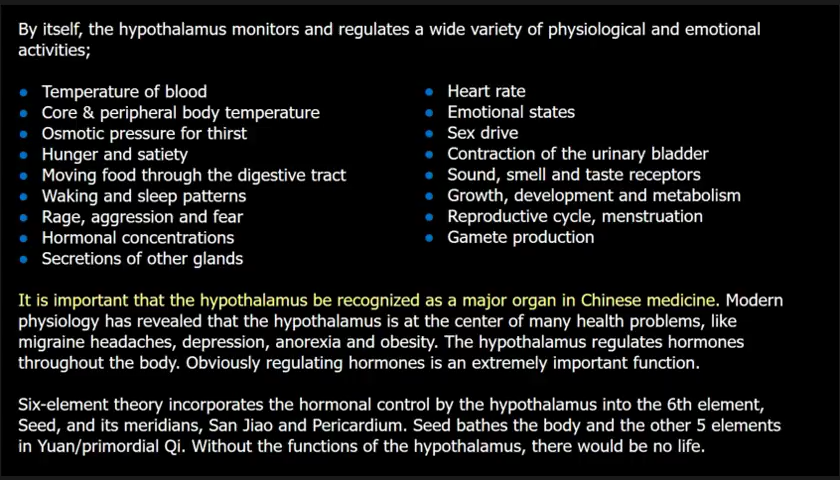 By itself, the hypothalamus monitors and regulates a wide variety of physiological and emotional
activities;
Temperature of blood
Core & peripheral body temperature
Osmotic pressure for thirst
Hunger and satiety
Moving food through the digestive tract
Waking and sleep patterns
Rage, aggression and fear
Hormonal concentrations
Secretions of other glands
Heart rate
Emotional states
Sex drive
Contraction of the urinary bladder
Sound, smell and taste receptors
Growth, development and metabolism
Reproductive cycle, menstruation
Gamete production
It is important that the hypothalamus be recognized as a major organ in Chinese medicine. Modern
physiology has revealed that the hypothalamus is at the center of many health problems, like
migraine headaches, depression, anorexia and obesity. The hypothalamus regulates hormones
throughout the body. Obviously regulating hormones is an extremely important function.
Six-element theory incorporates the hormonal control by the hypothalamus into the 6th element,
Seed, and its meridians, San Jiao and Pericardium. Seed bathes the body and the other 5 elements
in Yuan/primordial Qi. Without the functions of the hypothalamus, there would be no life.